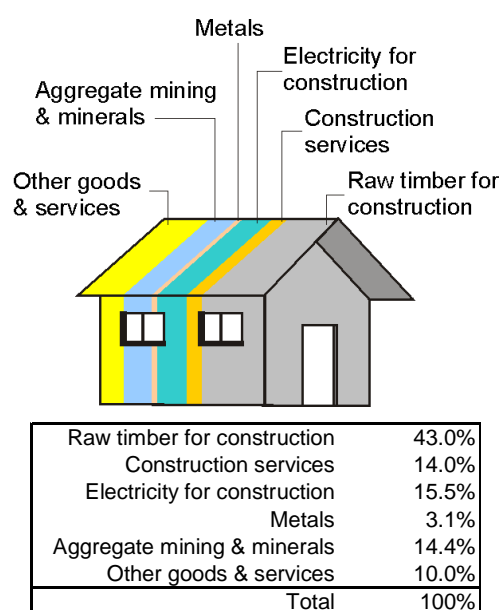 Metals
Electricity for
construction
Aggregate mining
& minerals
Construction
services
Other goods
& services
Raw timber for
construction
Raw timber for construction 43.0%
Construction services 14.0%
Electricity for construction 15.5%
Metals 3.1%
Aggregate mining & minerals 14.4%
Other goods & services 10.0%
Total 100%